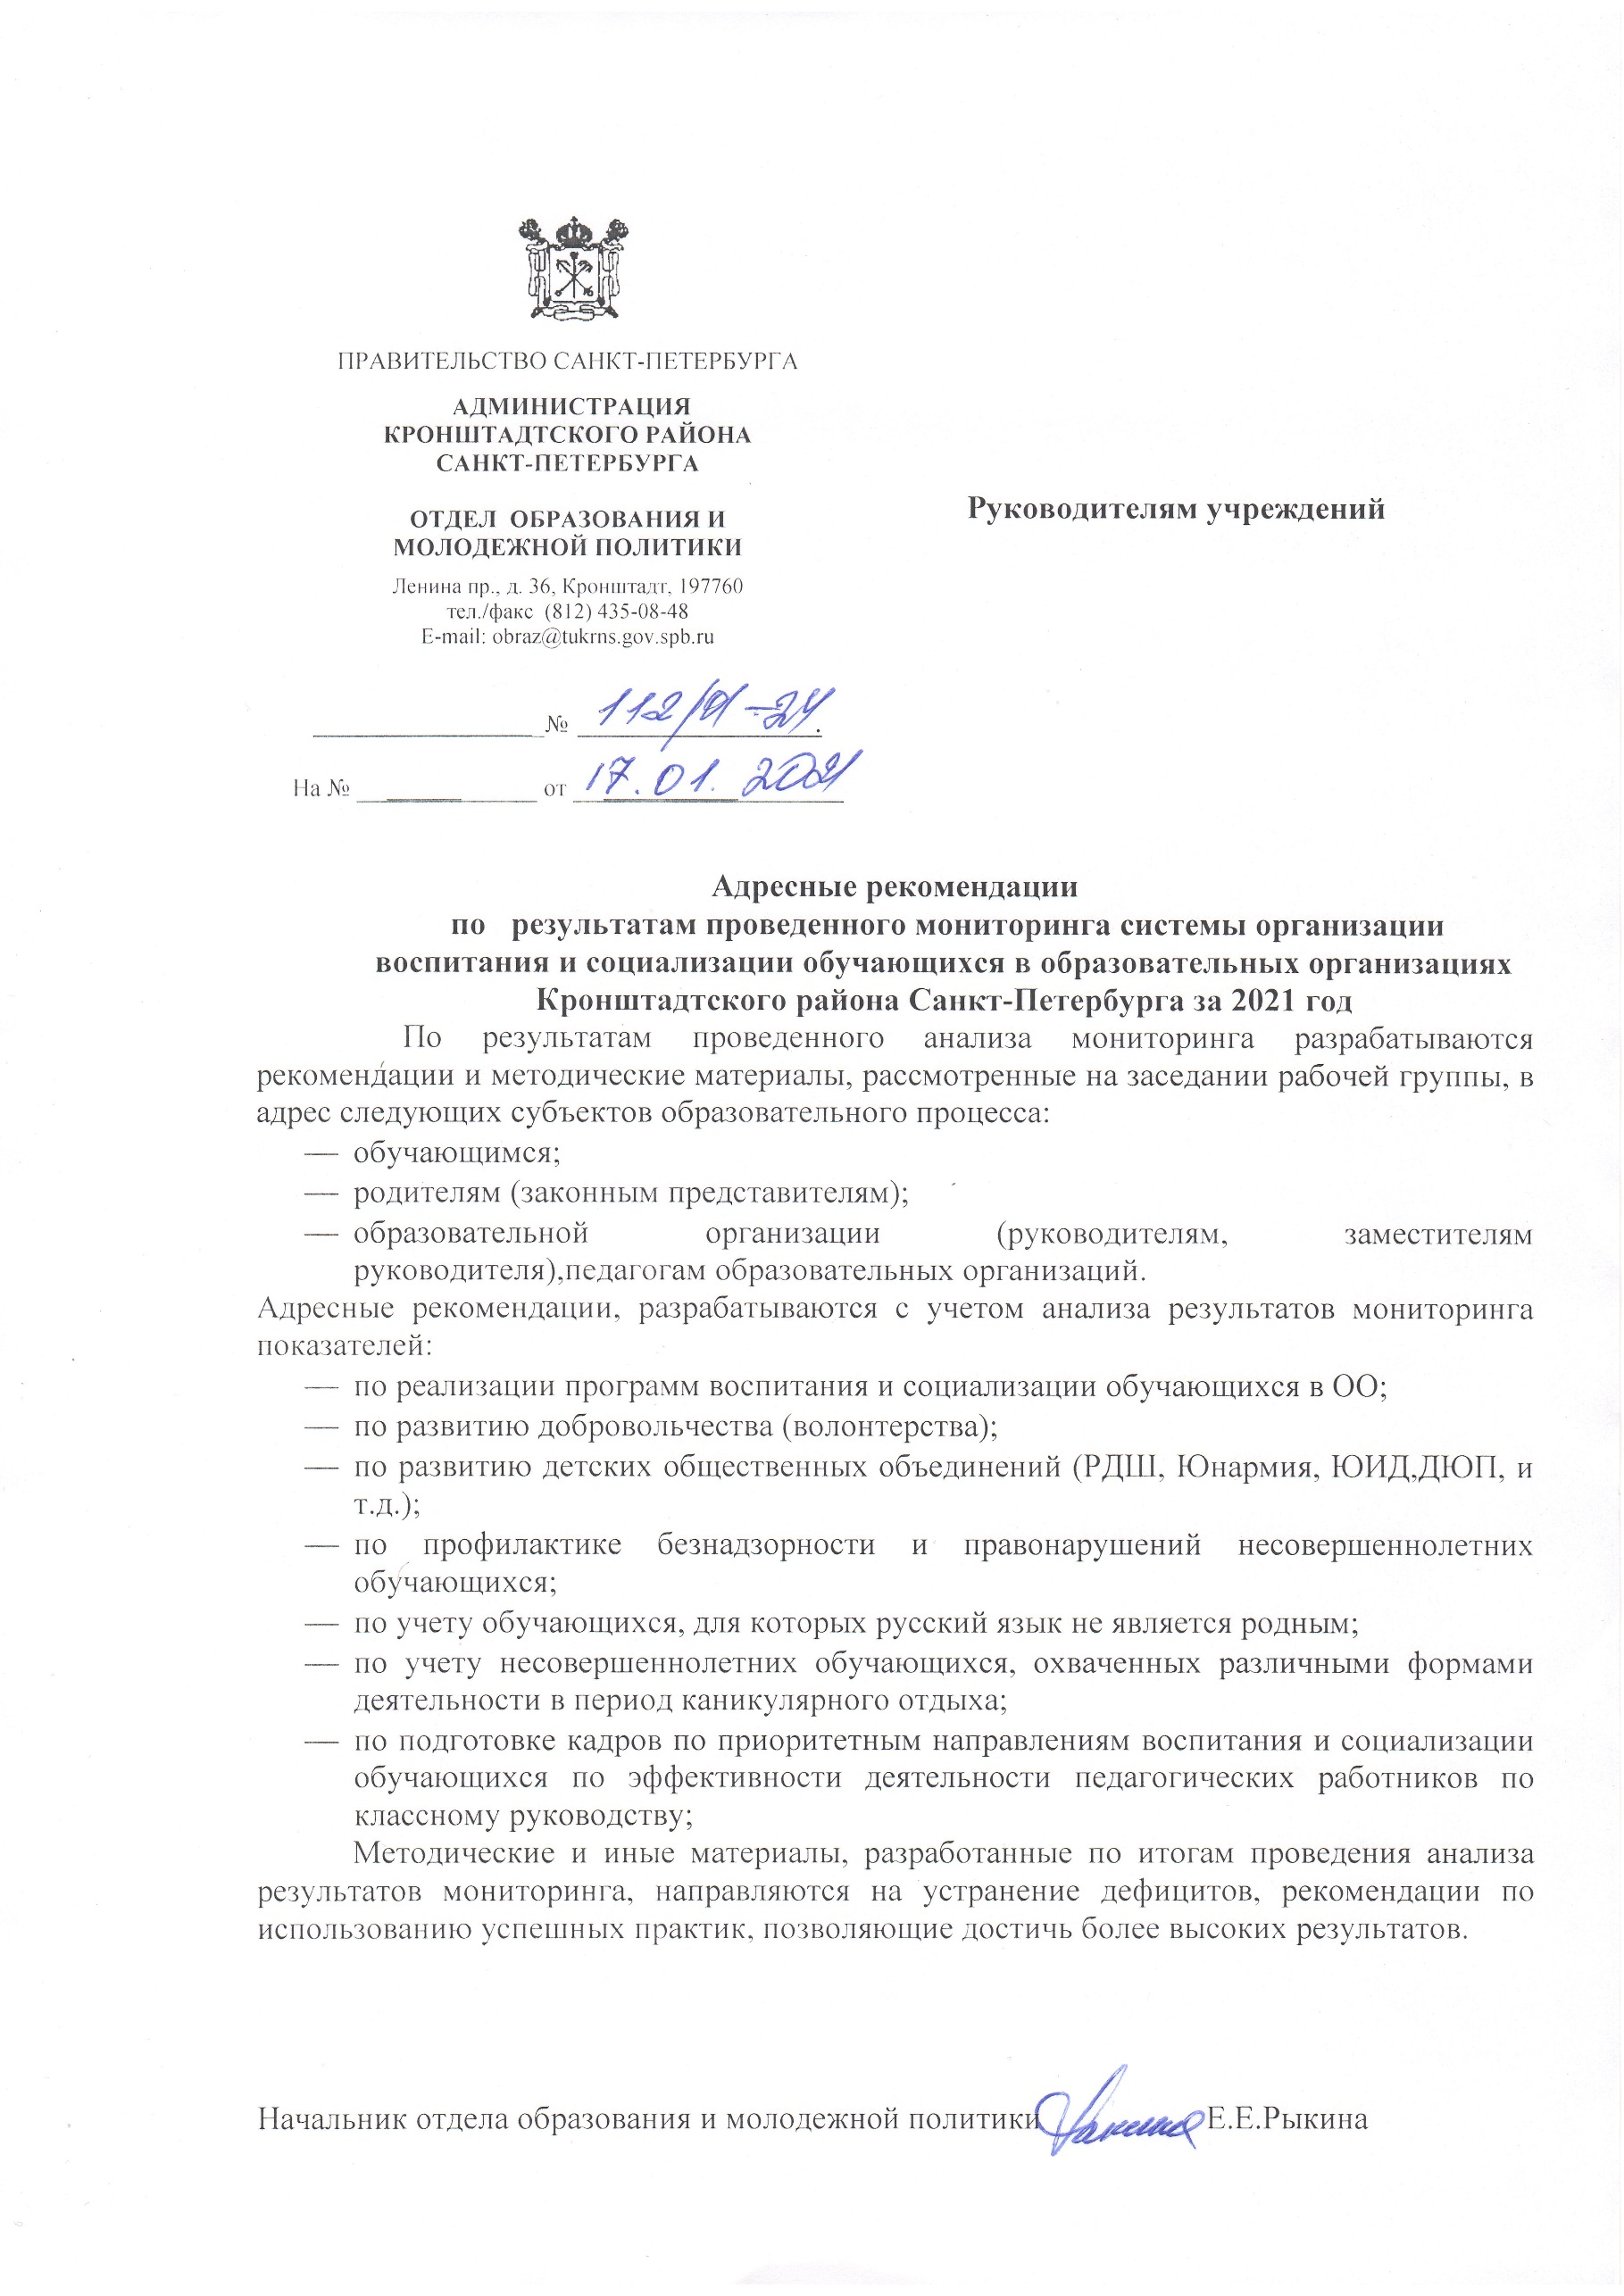 ПРАВИТЕЛЬСТВО САНКТ-ПЕТЕРБУРГА
АДМИНИСТРАЦИЯ
КРОНШТАДТСКОГО РАЙОНА
САНКТ-ПЕТЕРБУРГА
ОТДЕЛ ОБРАЗОВАНИЯ И
МОЛОДЕЖНОЙ ПОЛИТИКИ
Ленина пр., д. 36, Кронштадт, 197760
тел./факс (812) 435-08-48
E-mail: obraz@tukrns.gov.spb.ru
Руководителям учреждений
№ 112/01-24.
На № от 17.01. 2021
Адресные рекомендации
по результатам проведенного мониторинга системы организации
воспитания и социализации обучающихся в образовательных организациях
Кронштадтского района Санкт-Петербурга за 2021 год
По результатам проведенного анализа мониторинга разрабатываются
рекомендации и методические материалы, рассмотренные на заседании рабочей группы, в
адрес следующих субъектов образовательного процесса:
— обучающимся;
— родителям (законным представителям);
— образовательной организации (руководителям, заместителям
руководителя),педагогам образовательных организаций.
Адресные рекомендации, разрабатываются с учетом анализа результатов мониторинга
показателей:
— по реализации программ воспитания и социализации обучающихся в ОО;
— по развитию добровольчества (волонтерства);
— по развитию детских общественных объединений (РДШ, Юнармия, ЮИД,ДЮП, и
т.д.);
— по профилактике безнадзорности и правонарушений несовершеннолетних
обучающихся;
— по учету обучающихся, для которых русский язык не является родным;
— по учету несовершеннолетних обучающихся, охваченных различными формами
деятельности в период каникулярного отдыха;
— по подготовке кадров по приоритетным направлениям воспитания и социализации
обучающихся по эффективности деятельности педагогических работников по
классному руководству;
Методические и иные материалы, разработанные по итогам проведения анализа
результатов мониторинга, направляются на устранение дефицитов, рекомендации по
использованию успешных практик, позволяющие достичь более высоких результатов.
Начальник отдела образования и молодежной политики Е.Е.Рыкина